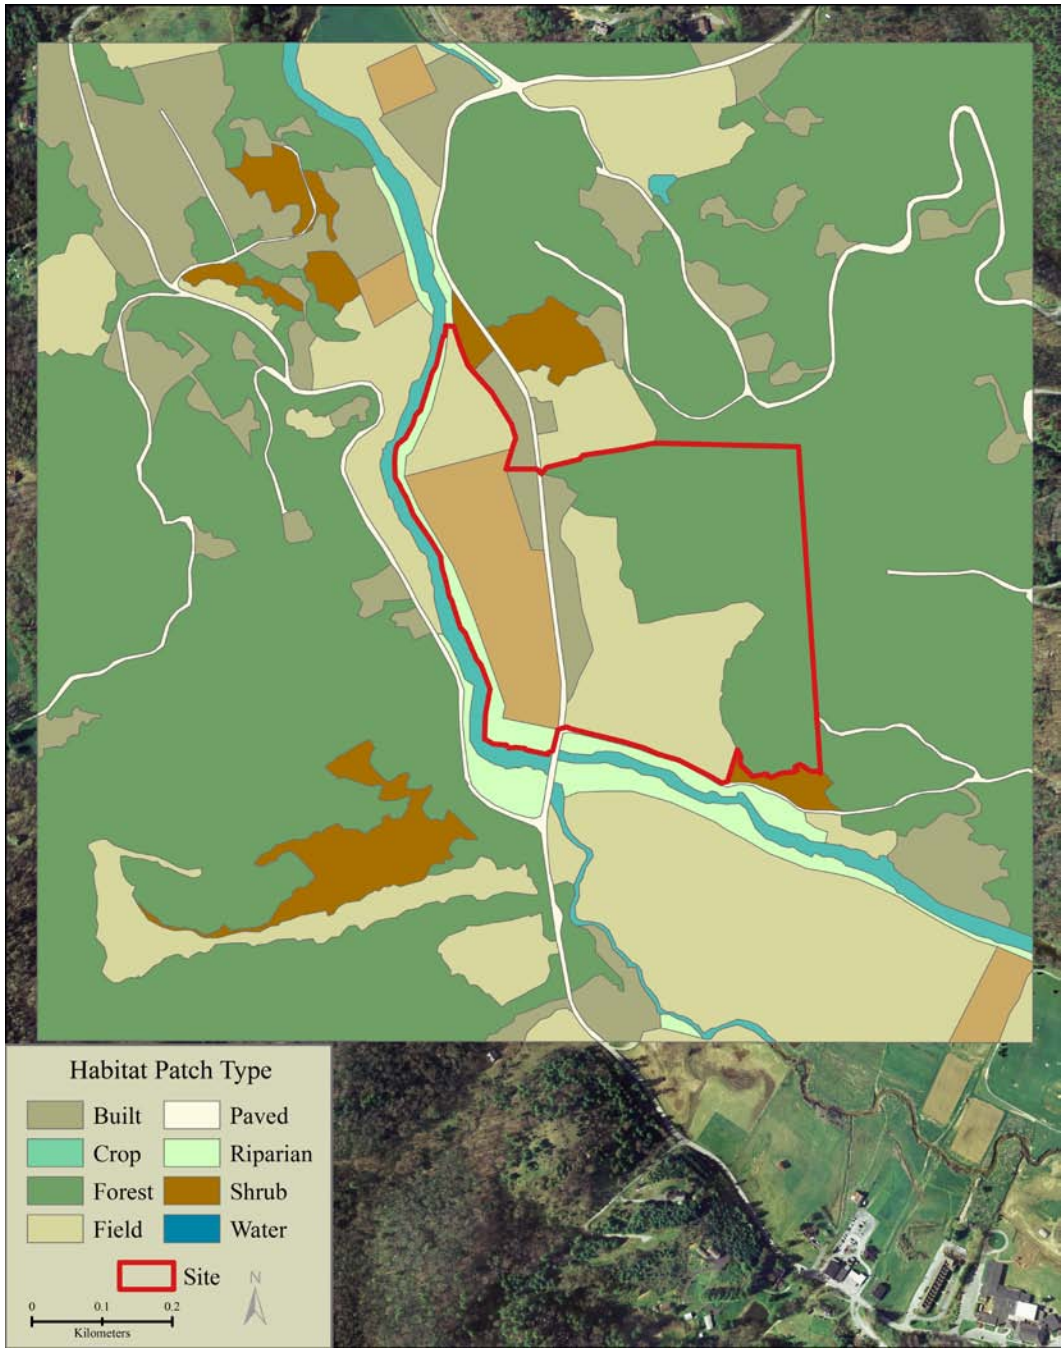 Habitat Patch Type
Built
Paved
Crop
Riparian
Forest
Shrub
Field
Water
Site
N
0 0.1 0.2
Kilometers